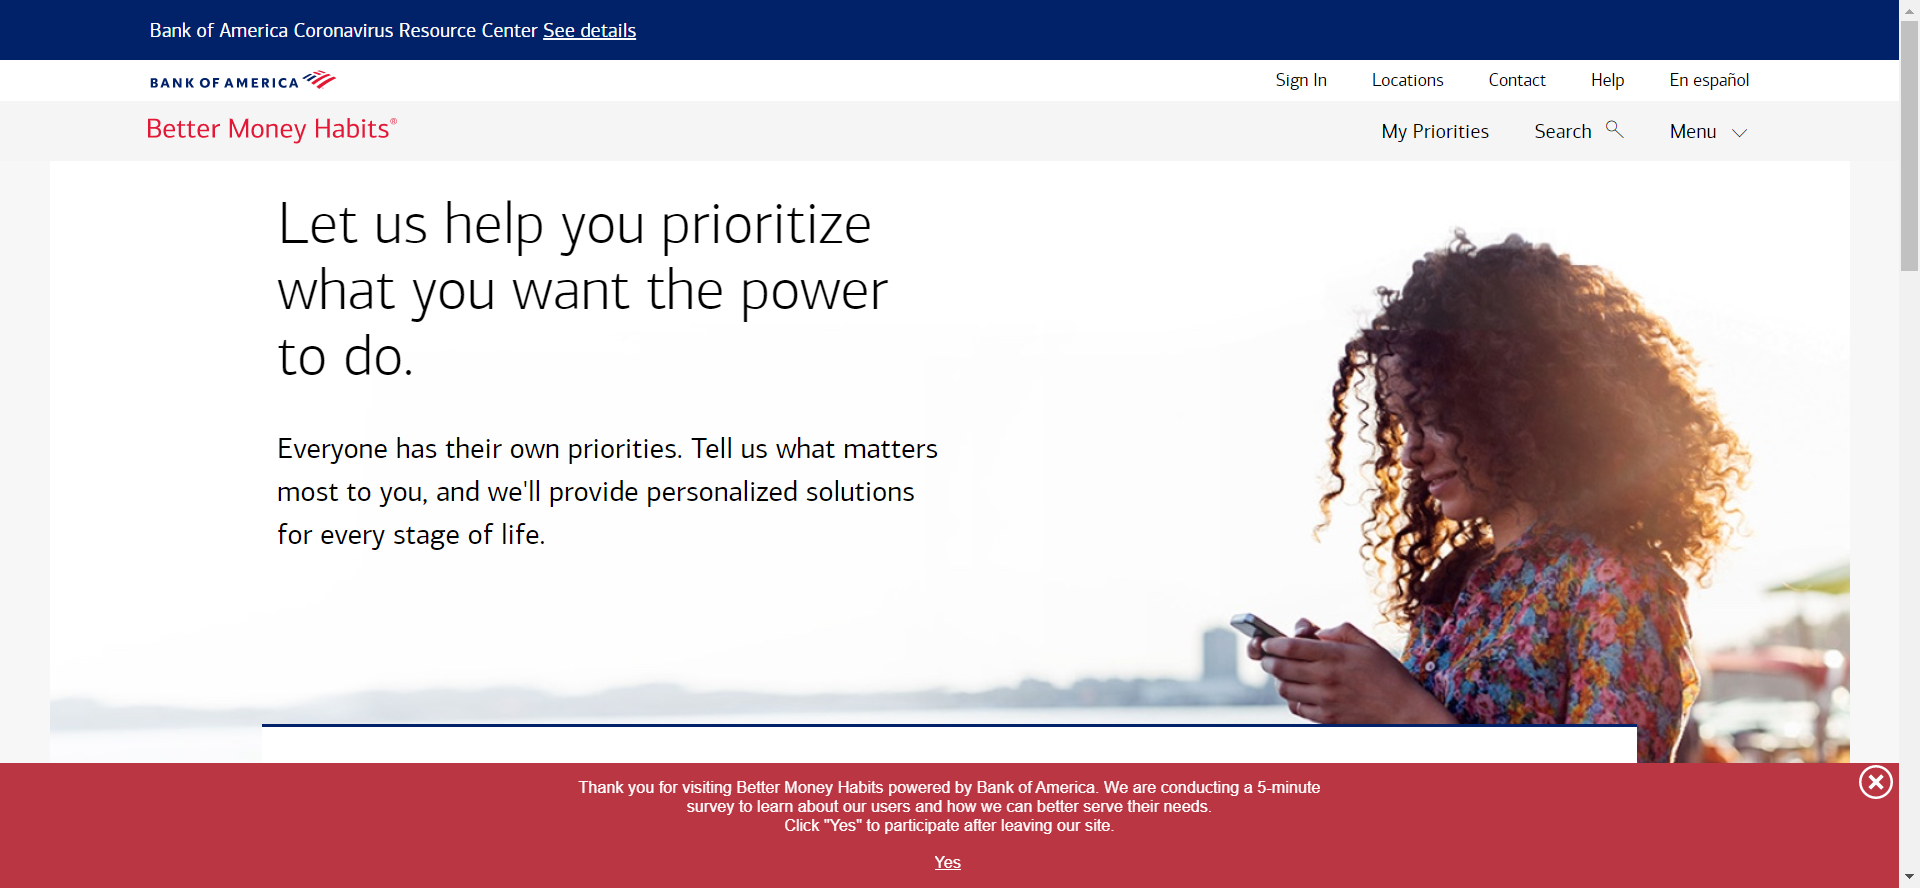 Bank of America Coronavirus Resource Center See details
BANK OF AMERICA
Sign In Locations Contact Help En español
Better Money Habits®
My Priorities Search Menu
Let us help you prioritize
what you want the power
to do.
Everyone has their own priorities. Tell us what matters
most to you, and we'll provide personalized solutions
for every stage of life.
Thank you for visiting Better Money Habits powered by Bank of America. We are conducting a 5-minute
survey to learn about our users and how we can better serve their needs.
Click "Yes" to participate after leaving our site.
Yes